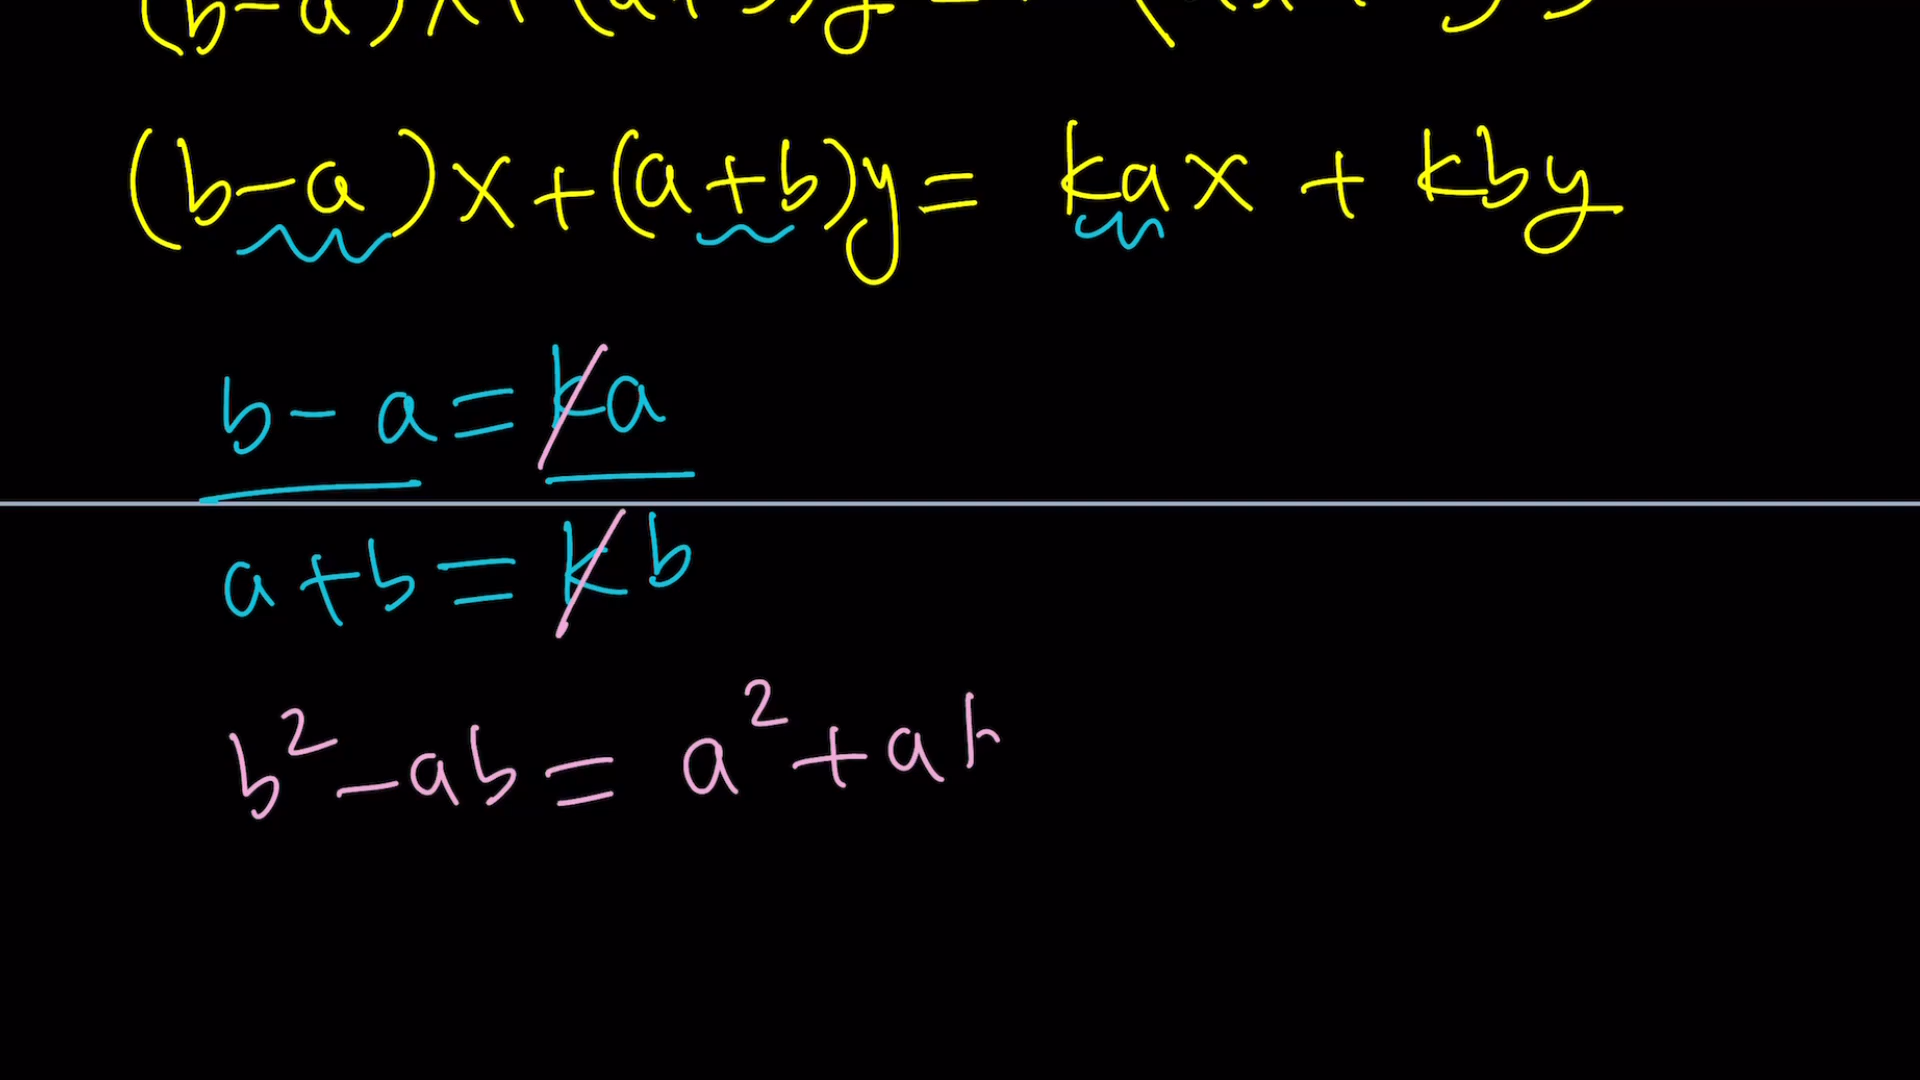 (b-a)x+(a+b)y=
(b-a)x+(a+b)y= kax + kby
b-a=ka
a+b=kb
b²-ab= a²+ab